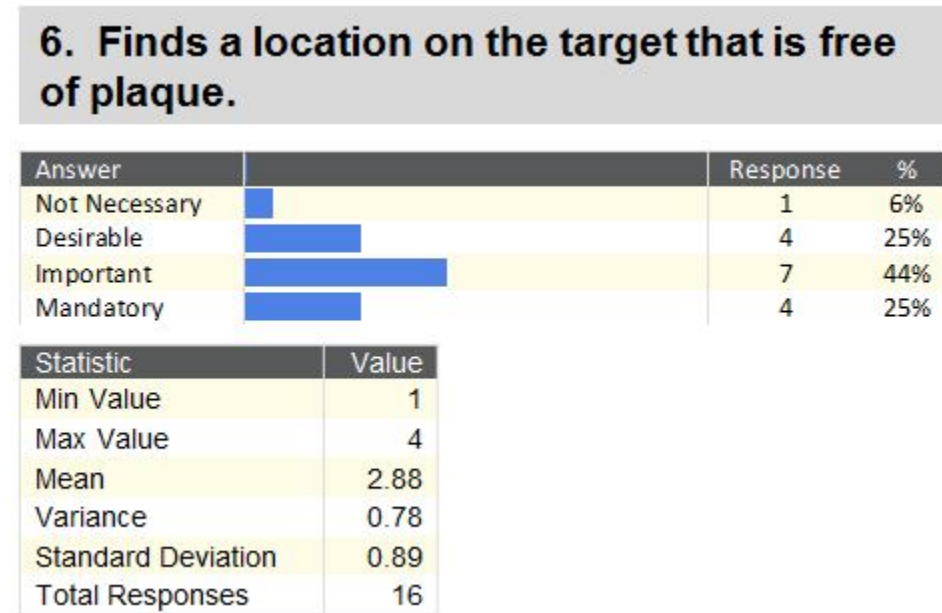 6. Finds a location on the target that is free
of plaque.
Answer Response %
Not Necessary 1 6%
Desirable 4 25%
Important 7 44%
Mandatory 4 25%
Statistic Value
Min Value 1
Max Value 4
Mean 2.88
Variance 0.78
Standard Deviation 0.89
Total Responses 16